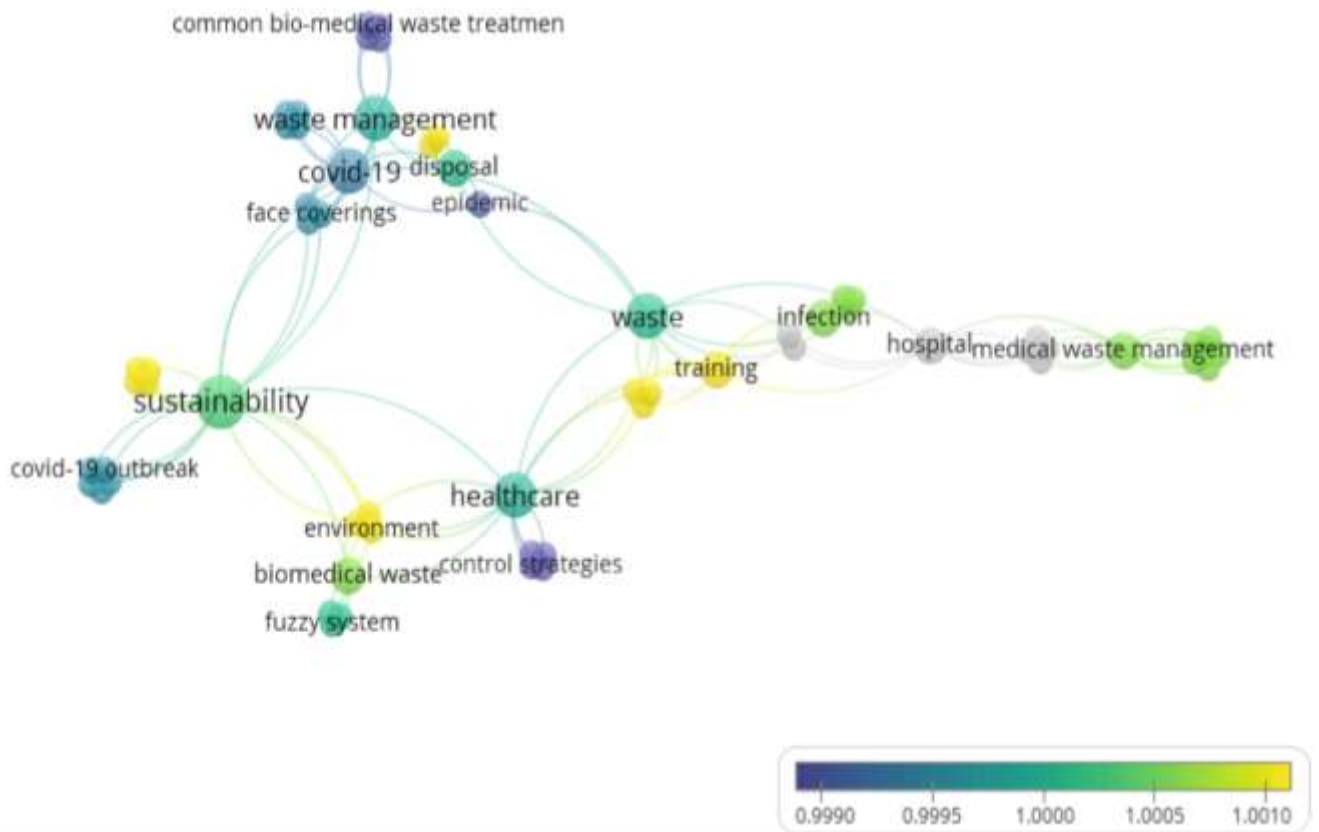 common bio-medical waste treatmen
waste management
covid-19
disposal
face coverings
epidemic
waste
infection
hospital
medical waste management
training
sustainability
covid-19 outbreak
healthcare
environment
control strategies
biomedical waste
fuzzy system
0.9990 0.9995 1.0000 1.0005 1.0010